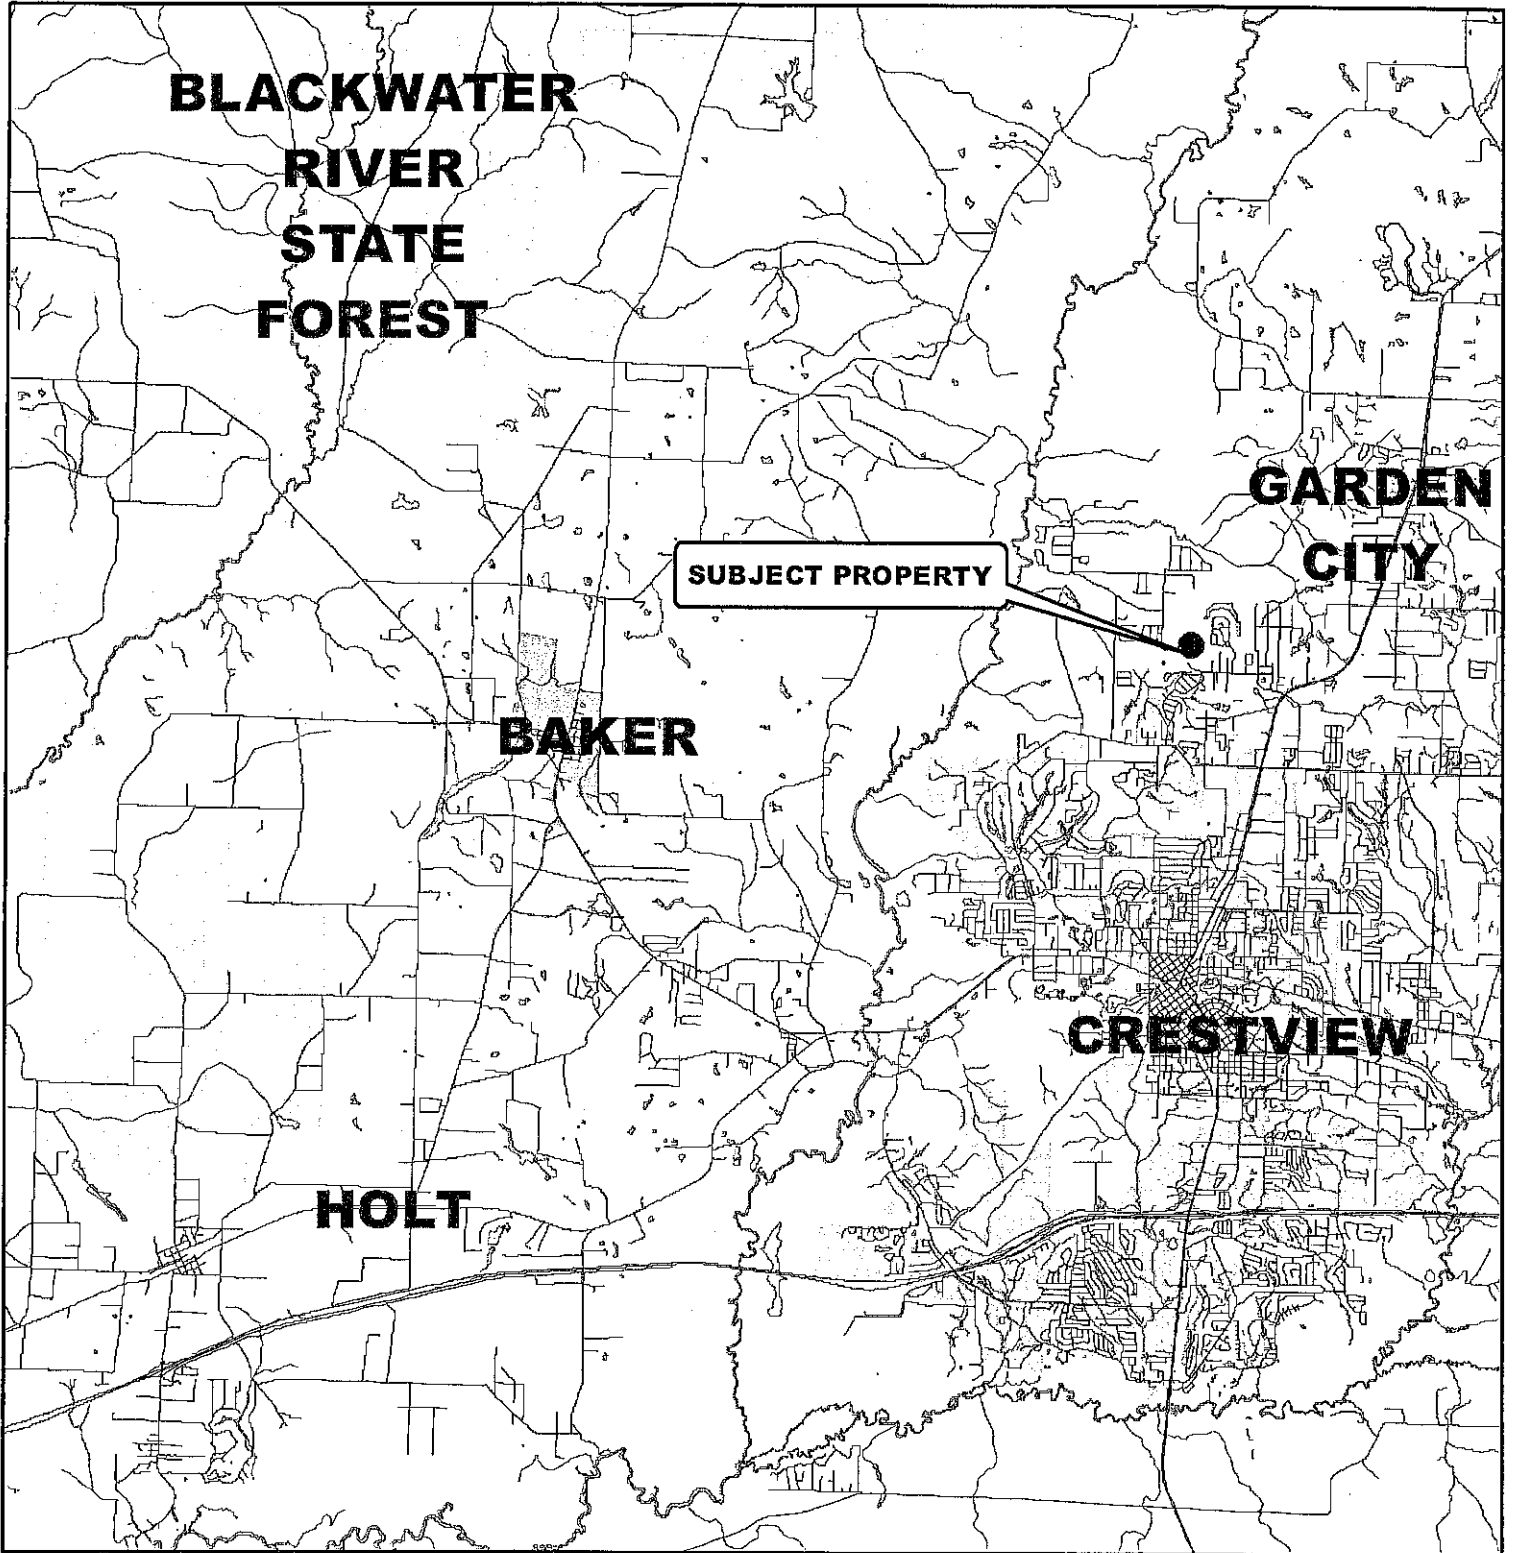 BLACKWATER
RIVER
STATE
FOREST
GARDEN
CITY
SUBJECT PROPERTY
BAKER
CRESTVIEW
HOLT